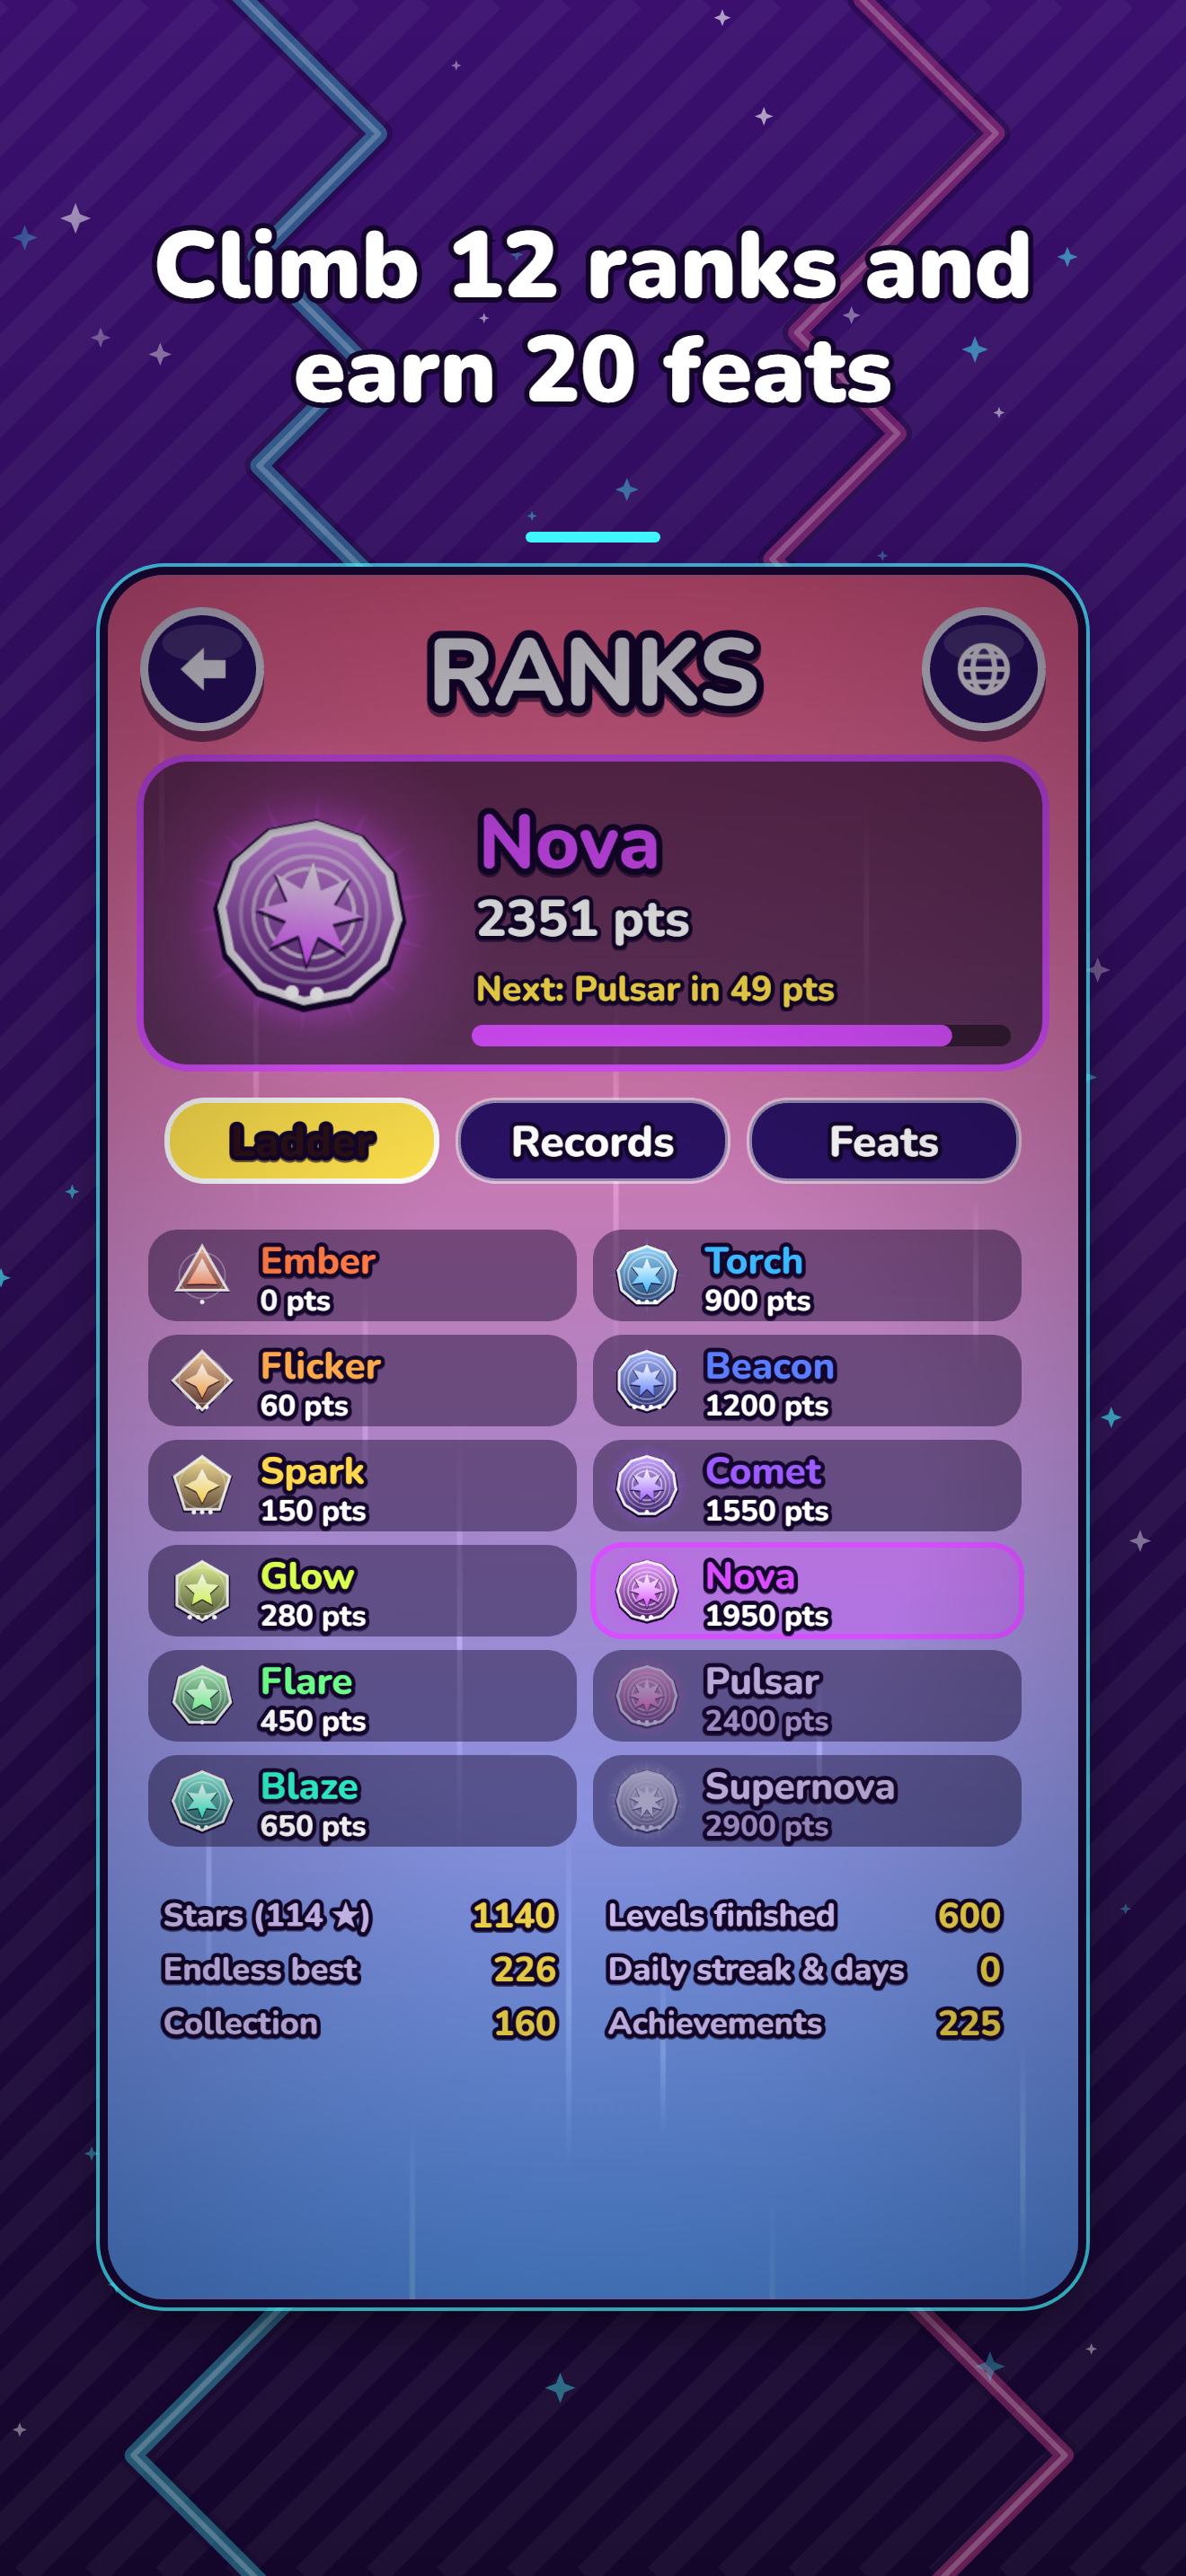 Climb 12 ranks and
earn 20 feats
RANKS
Nova
2351 pts
Next: Pulsar in 49 pts
Ladder
Records
Feats
Ember
0 pts
Flicker
60 pts
Spark
150 pts
Glow
280 pts
Flare
450 pts
Blaze
650 pts
Torch
900 pts
Beacon
1200 pts
Comet
1550 pts
Nova
1950 pts
Pulsar
2400 pts
Supernova
2900 pts
Stars (114 ★) 1140
Endless best 226
Collection 160
Levels finished 600
Daily streak & days 0
Achievements 225